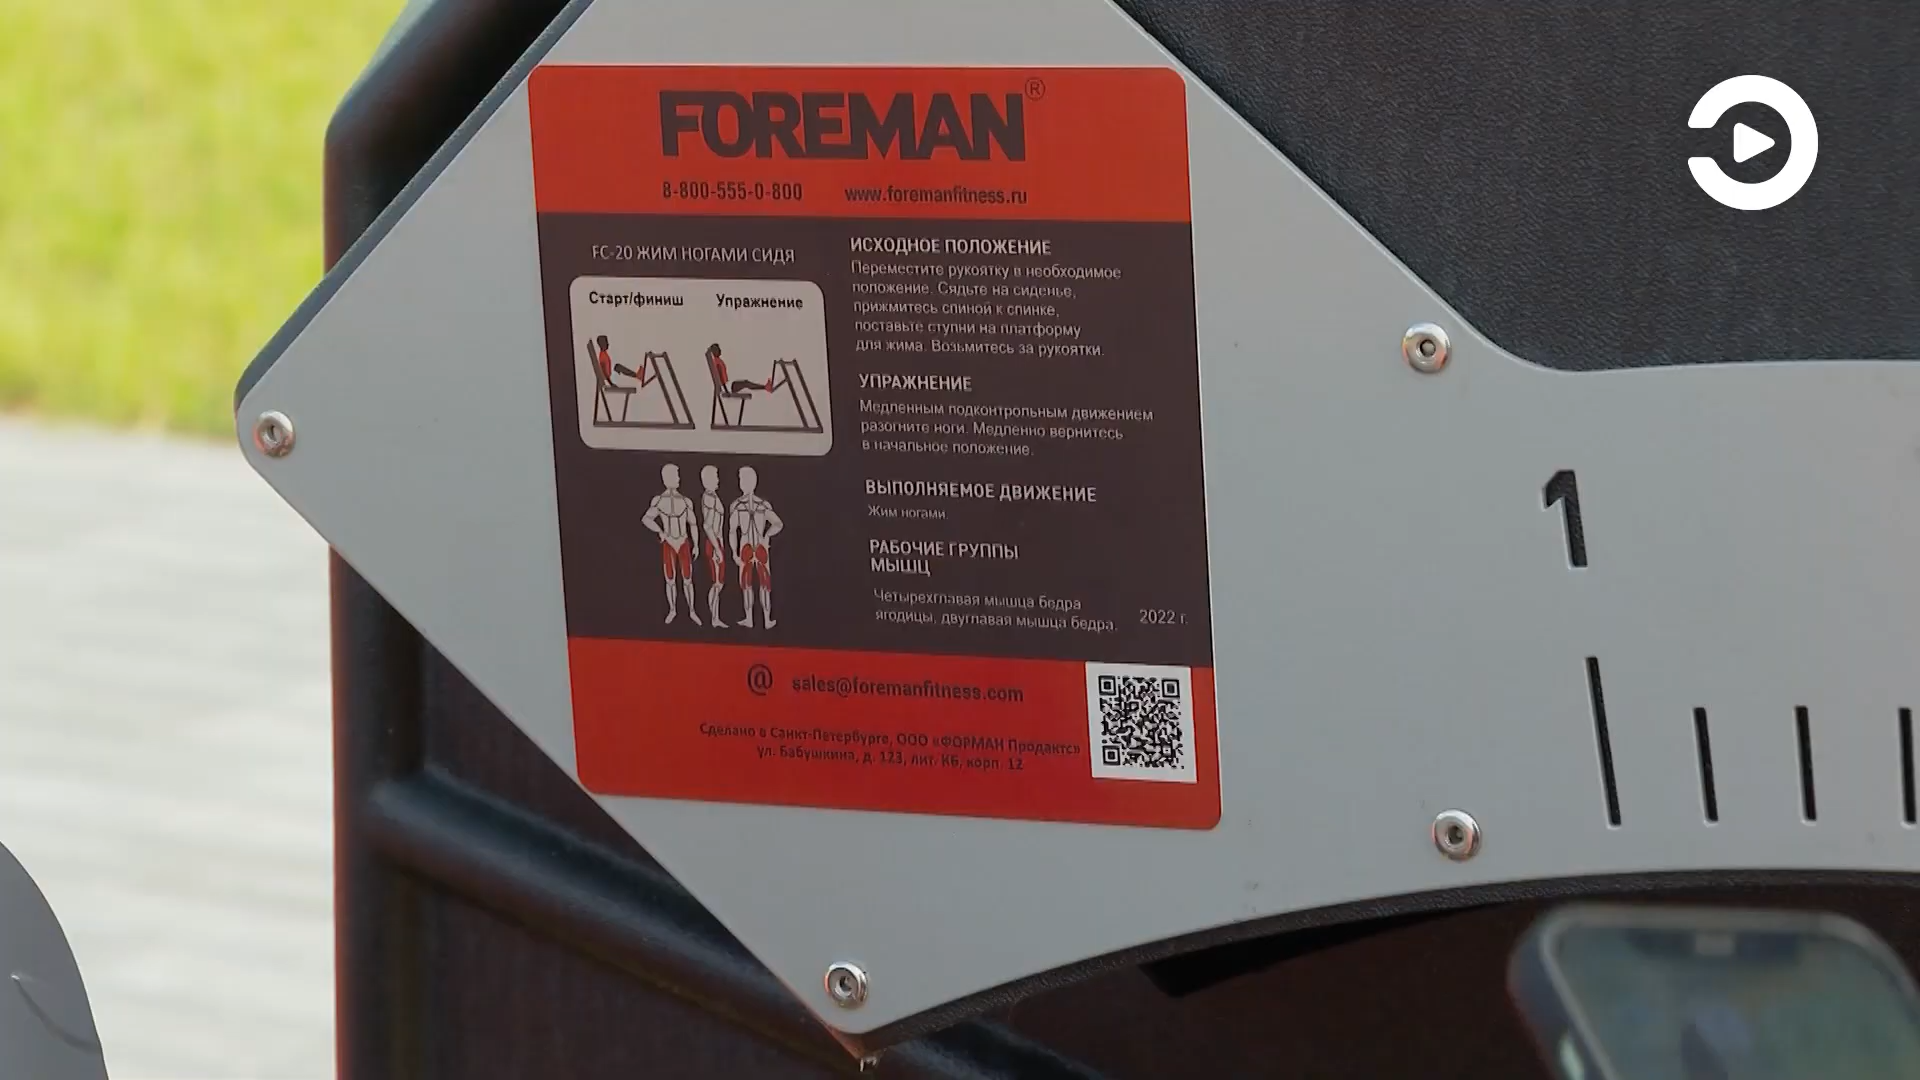 FOREMAN®
8-800-555-0-800 www.foremanfitness.ru
FC-20 ЖИМ НОГАМИ СИДЯ
Старт/финиш Упражнение
ИСХОДНОЕ ПОЛОЖЕНИЕ
Переместите рукоятку в необходимое
положение. Сядьте на сиденье,
прижмитесь спиной к спинке,
поставьте ступни на платформу
для жима. Возьмитесь за рукоятки.
УПРАЖНЕНИЕ
Медленным подконтрольным движением
разогните ноги. Медленно вернитесь
в начальное положение.
ВЫПОЛНЯЕМОЕ ДВИЖЕНИЕ
Жим ногами.
РАБОЧИЕ ГРУППЫ
МЫШЦ
Четырехглавая мышца бедра
ягодицы, двуглавая мышца бедра.
2022 г.
@ sales@foremanfitness.com
Сделано в Санкт-Петербурге, ООО «ФОРМАН Продактс»
ул. Бабушкина, д. 123, лит. КБ, корп. 12
1